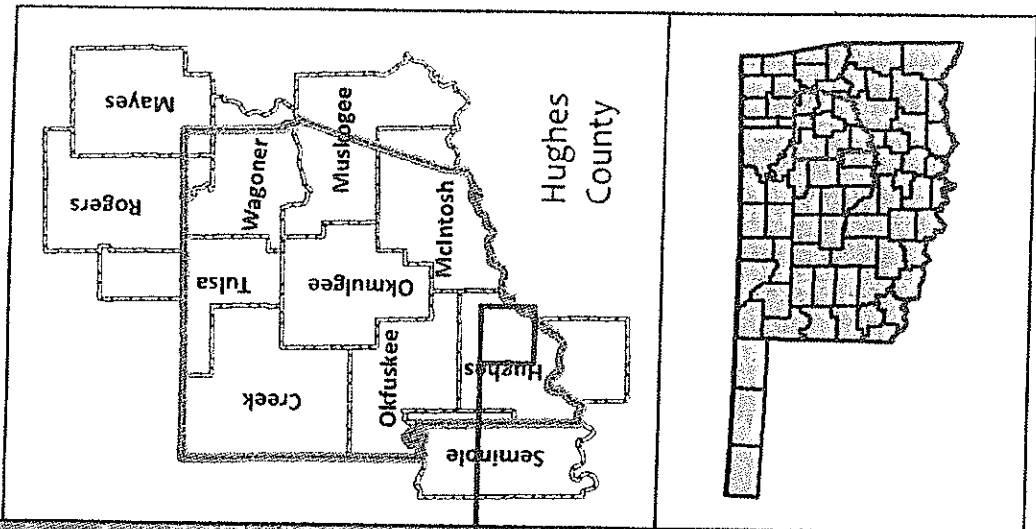 Mayes
Rogers
Wagoner
Muskogee
Tulsa
Okmulgee
McIntosh
Creek
Okfuskee
Hughes
Seminole
Hughes
County